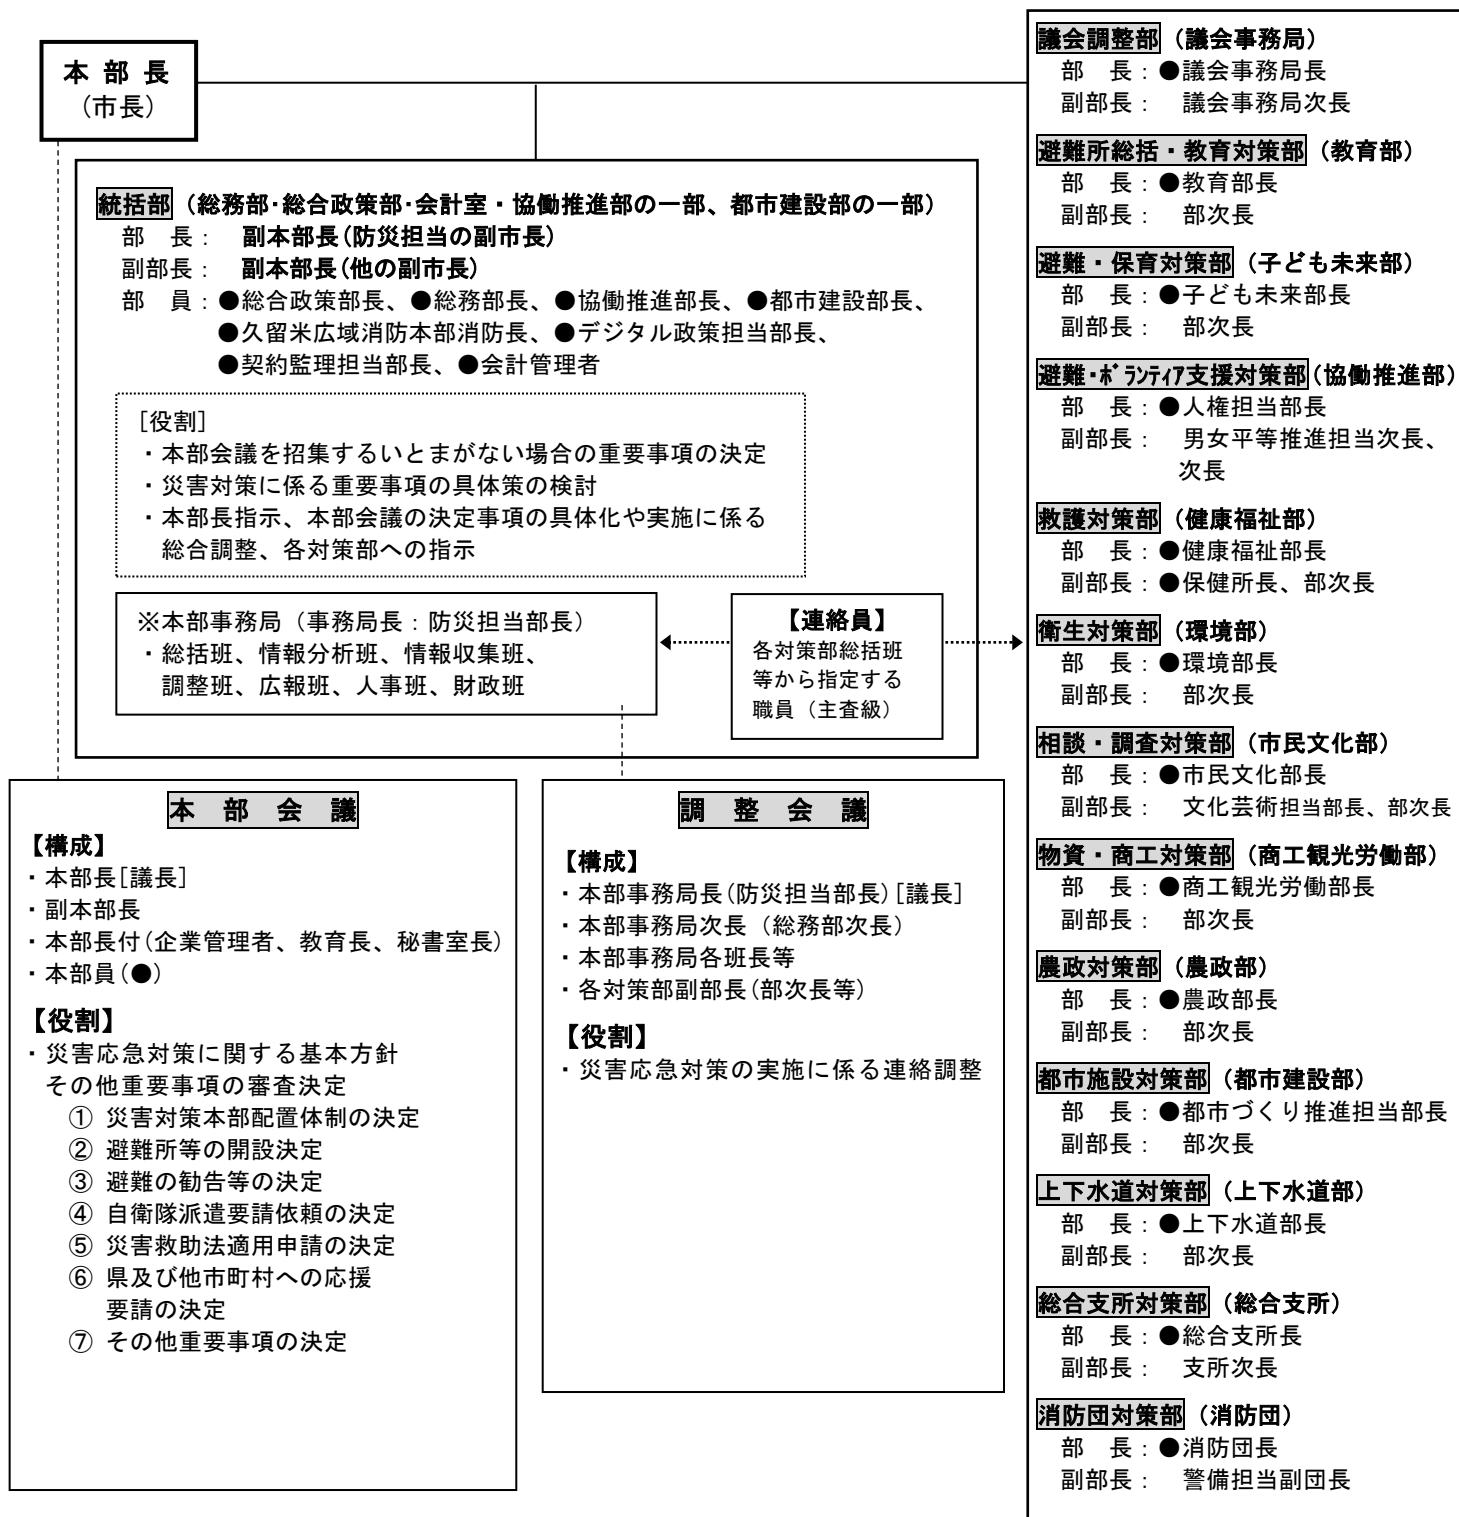 本 部 長
(市長)
統括部（総務部・総合政策部・会計室・協働推進部の一部、都市建設部の一部）
部　長： 副本部長(防災担当の副市長)
副部長： 副本部長(他の副市長)
部　員：●総合政策部長、●総務部長、●協働推進部長、●都市建設部長、
●久留米広域消防本部消防長、●デジタル政策担当部長、
●契約監理担当部長、●会計管理者
[役割]
・本部会議を招集するいとまがない場合の重要事項の決定
・災害対策に係る重要事項の具体策の検討
・本部長指示、本部会議の決定事項の具体化や実施に係る
総合調整、各対策部への指示
※本部事務局（事務局長：防災担当部長）
・総括班、情報分析班、情報収集班、
調整班、広報班、人事班、財政班
【連絡員】
各対策部総括班
等から指定する
職員（主査級）
本 部 会 議
【構成】
・本部長[議長]
・副本部長
・本部長付(企業管理者、教育長、秘書室長)
・本部員(●)
【役割】
・災害応急対策に関する基本方針
その他重要事項の審査決定
① 災害対策本部配置体制の決定
② 避難所等の開設決定
③ 避難の勧告等の決定
④ 自衛隊派遣要請依頼の決定
⑤ 災害救助法適用申請の決定
⑥ 県及び他市町村への応援
要請の決定
⑦ その他重要事項の決定
調 整 会 議
【構成】
・本部事務局長(防災担当部長)[議長]
・本部事務局次長（総務部次長）
・本部事務局各班長等
・各対策部副部長(部次長等)
【役割】
・災害応急対策の実施に係る連絡調整
議会調整部（議会事務局）
部　長：●議会事務局長
副部長： 議会事務局次長
避難所総括・教育対策部（教育部）
部　長：●教育部長
副部長： 部次長
避難・保育対策部（子ども未来部）
部　長：●子ども未来部長
副部長： 部次長
避難・ﾎﾞﾗﾝﾃｨｱ支援対策部(協働推進部)
部　長：●人権担当部長
副部長： 男女平等推進担当次長、
次長
救護対策部（健康福祉部）
部　長：●健康福祉部長
副部長：●保健所長、部次長
衛生対策部（環境部）
部　長：●環境部長
副部長： 部次長
相談・調査対策部（市民文化部）
部　長：●市民文化部長
副部長： 文化芸術担当部長、部次長
物資・商工対策部（商工観光労働部）
部　長：●商工観光労働部長
副部長： 部次長
農政対策部（農政部）
部　長：●農政部長
副部長： 部次長
都市施設対策部（都市建設部）
部　長：●都市づくり推進担当部長
副部長： 部次長
上下水道対策部（上下水道部）
部　長：●上下水道部長
副部長： 部次長
総合支所対策部（総合支所）
部　長：●総合支所長
副部長： 支所次長
消防団対策部（消防団）
部　長：●消防団長
副部長： 警備担当副団長